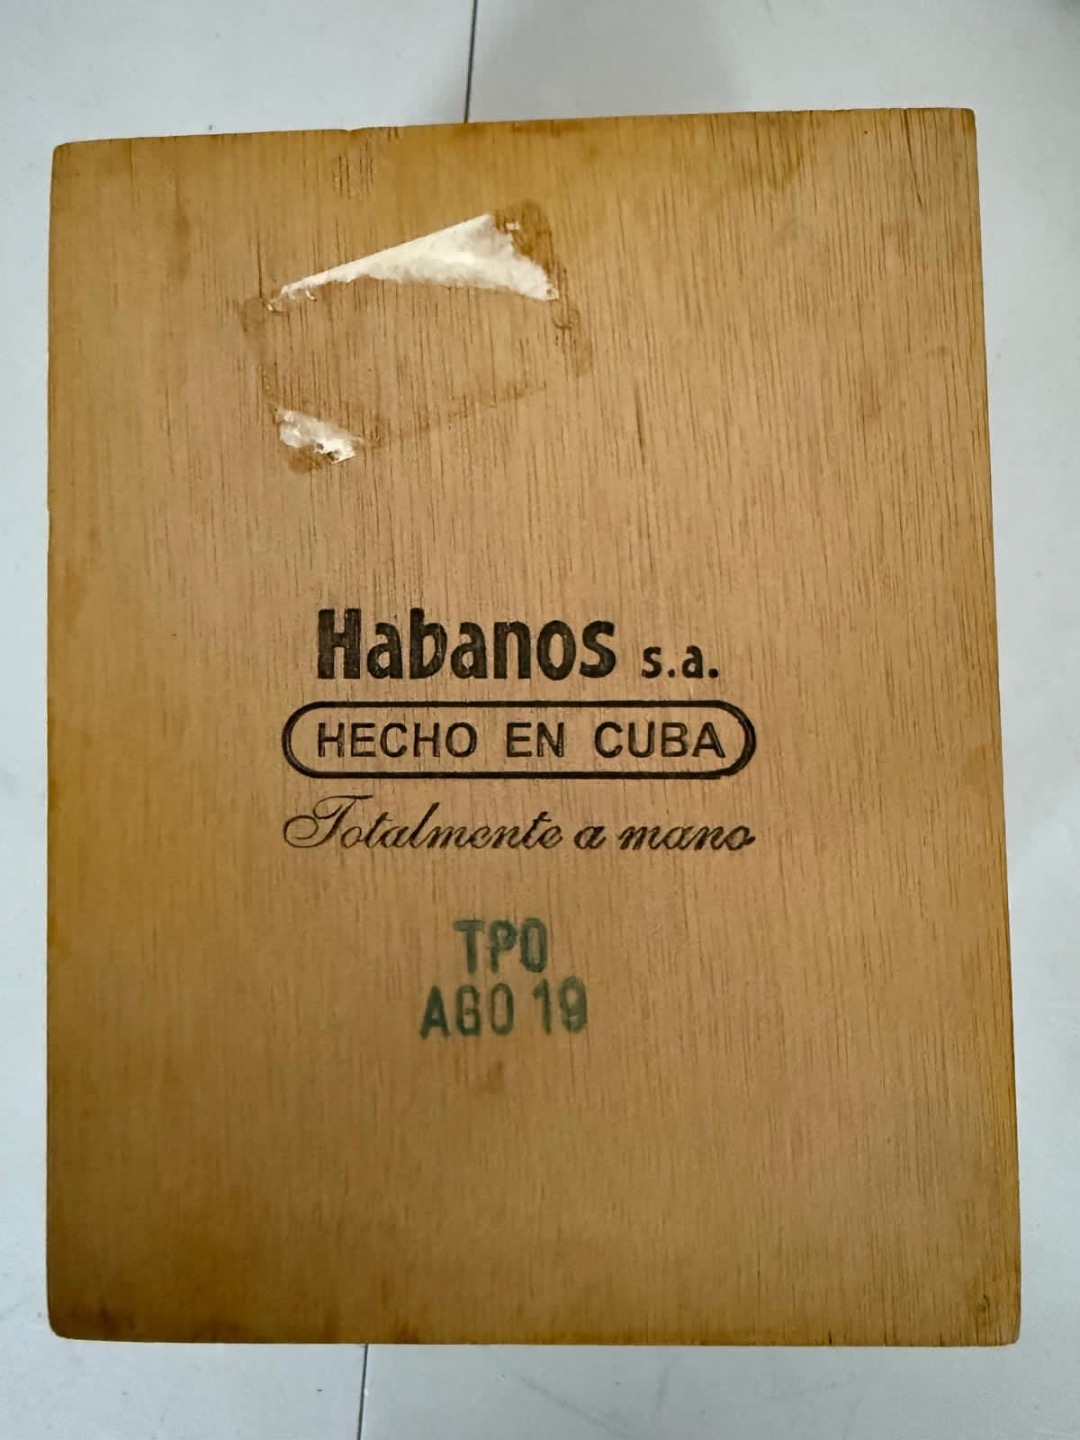 Habanos s.a.
HECHO EN CUBA
Totalmente a mano
TPO
AGO 19